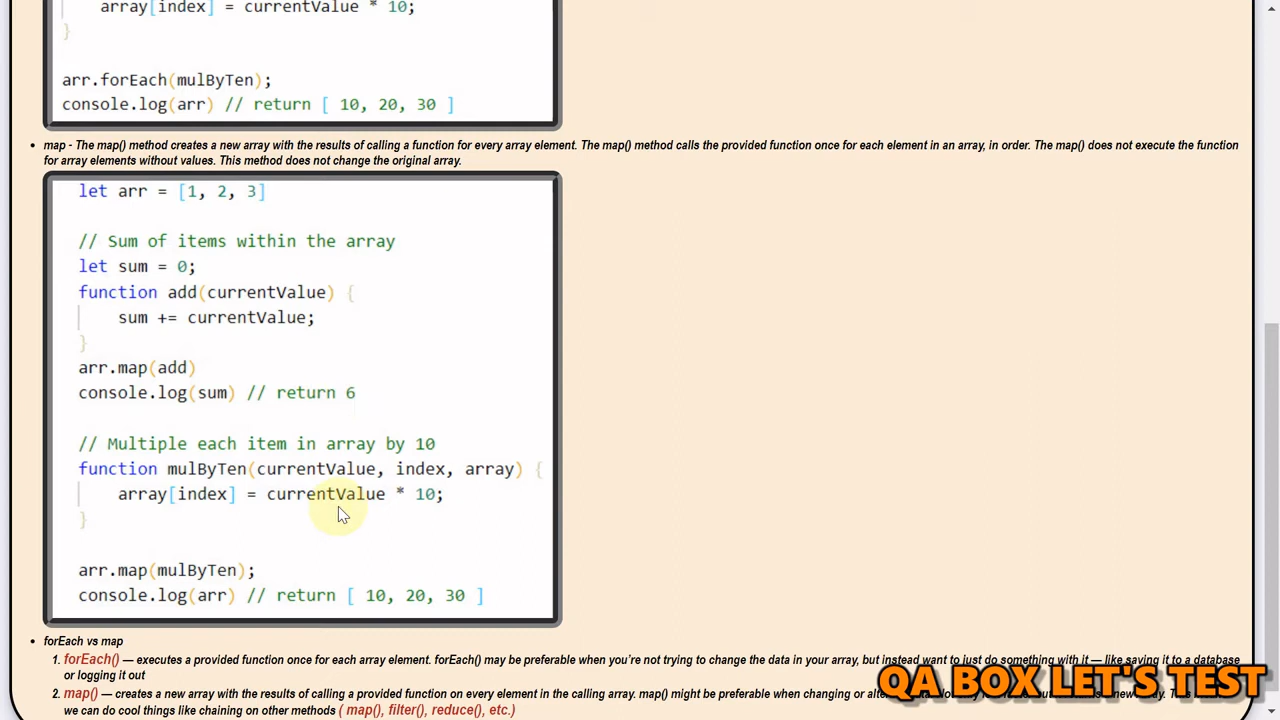 array[index] = currentValue * 10;
}
arr.forEach(mulByTen);
console.log(arr) // return [ 10, 20, 30 ]
map - The map() method creates a new array with the results of calling a function for every array element. The map() method calls the provided function once for each element in an array, in order. The map() does not execute the function
for array elements without values. This method does not change the original array.
let arr = [1, 2, 3]
// Sum of items within the array
let sum = 0;
function add(currentValue) {
sum += currentValue;
}
arr.map(add)
console.log(sum) // return 6
// Multiple each item in array by 10
function mulByTen(currentValue, index, array) {
array[index] = currentValue * 10;
}
arr.map(mulByTen);
console.log(arr) // return [ 10, 20, 30 ]
forEach vs map
1. forEach() — executes a provided function once for each array element. forEach() may be preferable when you're not trying to change the data in your array, but instead want to just do something with it — like saving it to a database
or logging it out
2. map() — creates a new array with the results of calling a provided function on every element in the calling array. map() might be preferable when changing or
we can do cool things like chaining on other methods ( map(), filter(), reduce(), etc.)
QA BOX LET'S TEST